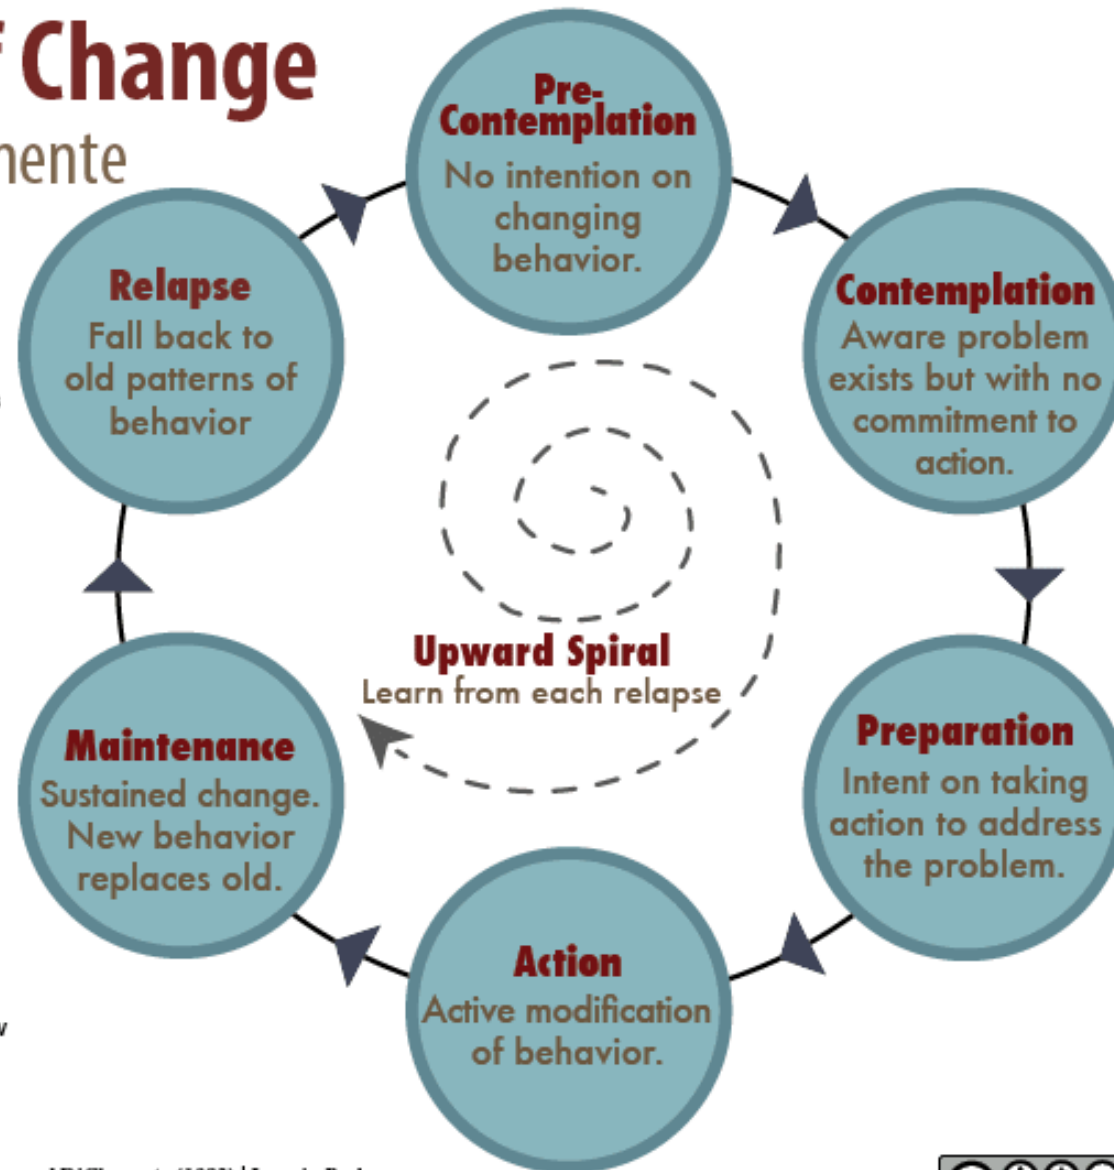 Change
Pre-
Contemplation
No intention on
changing
behavior.
Contemplation
Aware problem
exists but with no
commitment to
action.
Preparation
Intent on taking
action to address
the problem.
Action
Active modification
of behavior.
Maintenance
Sustained change.
New behavior
replaces old.
Relapse
Fall back to
old patterns of
behavior
Upward Spiral
Learn from each relapse